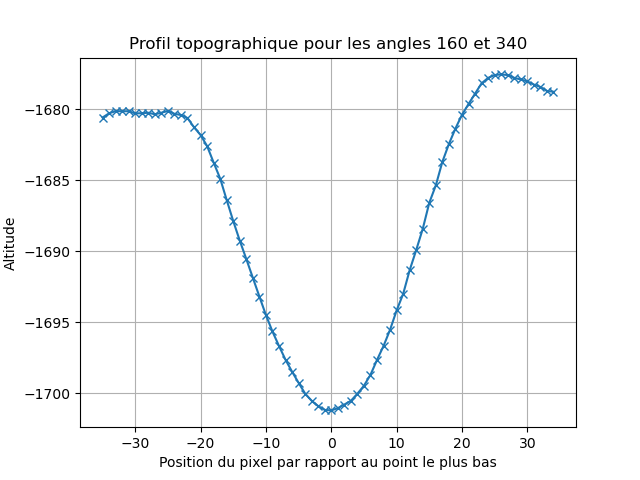 Profil topographique pour les angles 160 et 340
Altitude
−1680
−1685
−1690
−1695
−1700
−30 −20 −10 0 10 20 30
Position du pixel par rapport au point le plus bas